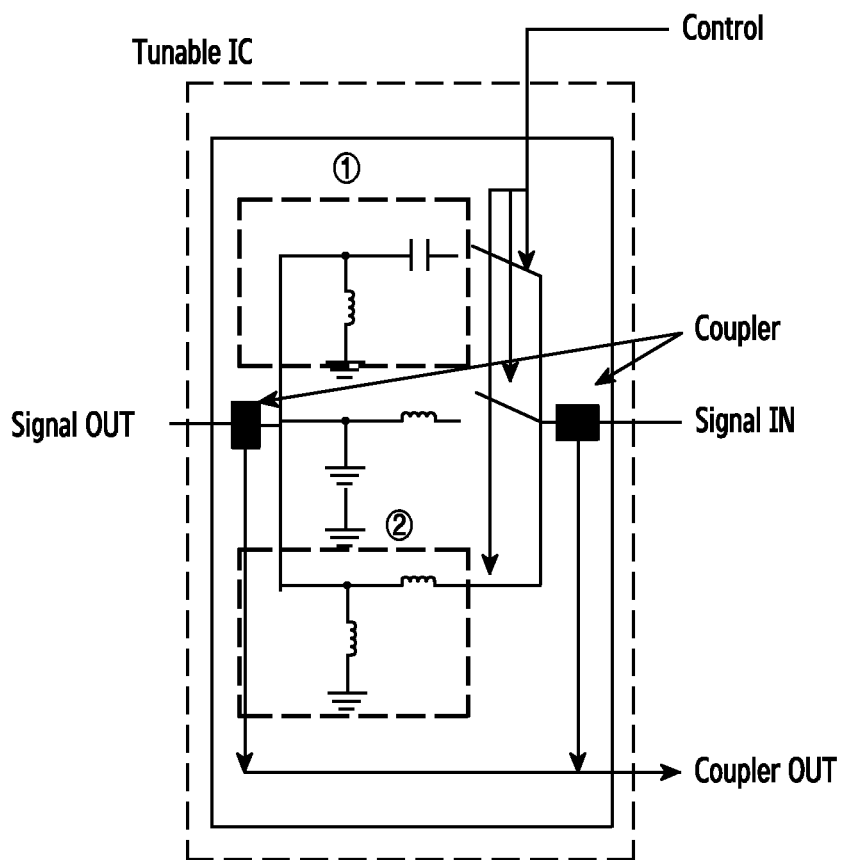 Control
Tunable IC
①
Coupler
Signal OUT
Signal IN
②
Coupler OUT